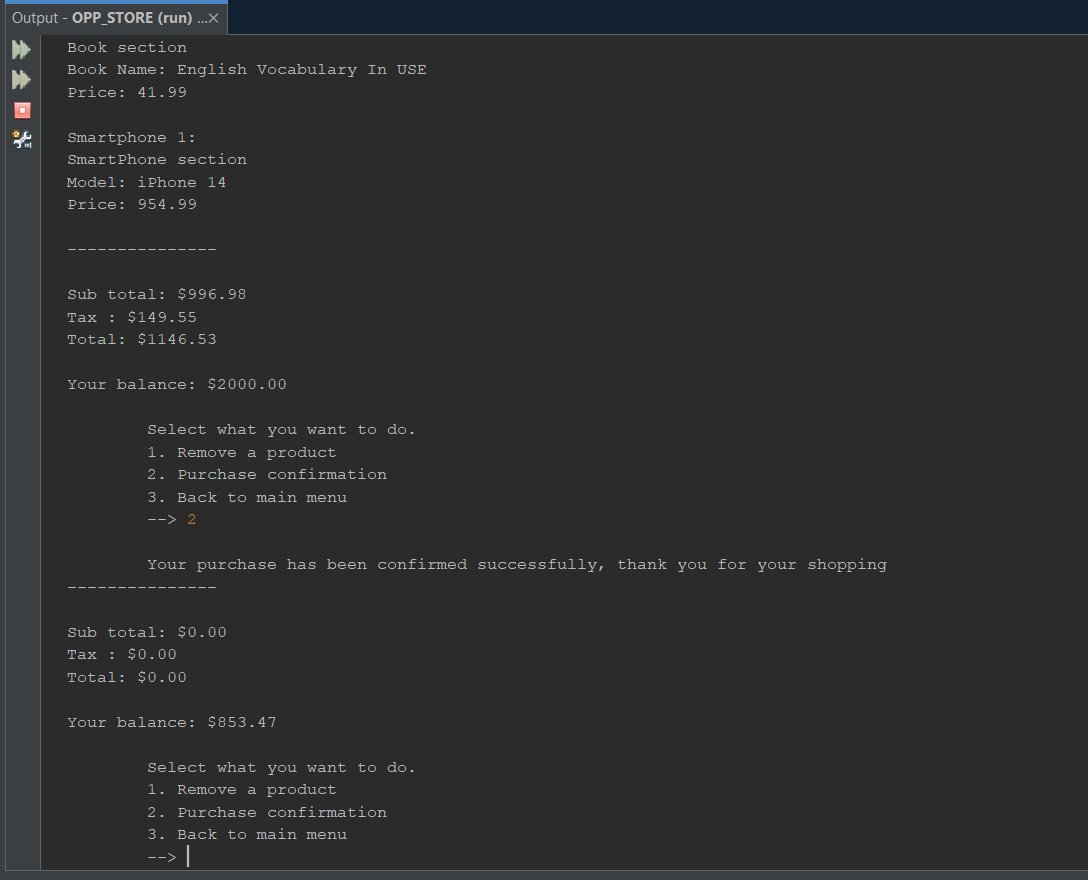 Output - OPP_STORE (run) ...×
Book section
Book Name: English Vocabulary In USE
Price: 41.99
Smartphone 1:
SmartPhone section
Model: iPhone 14
Price: 954.99
---------------
Sub total: $996.98
Tax : $149.55
Total: $1146.53
Your balance: $2000.00
Select what you want to do.
1. Remove a product
2. Purchase confirmation
3. Back to main menu
--> 2
Your purchase has been confirmed successfully, thank you for your shopping
---------------
Sub total: $0.00
Tax : $0.00
Total: $0.00
Your balance: $853.47
Select what you want to do.
1. Remove a product
2. Purchase confirmation
3. Back to main menu
-->